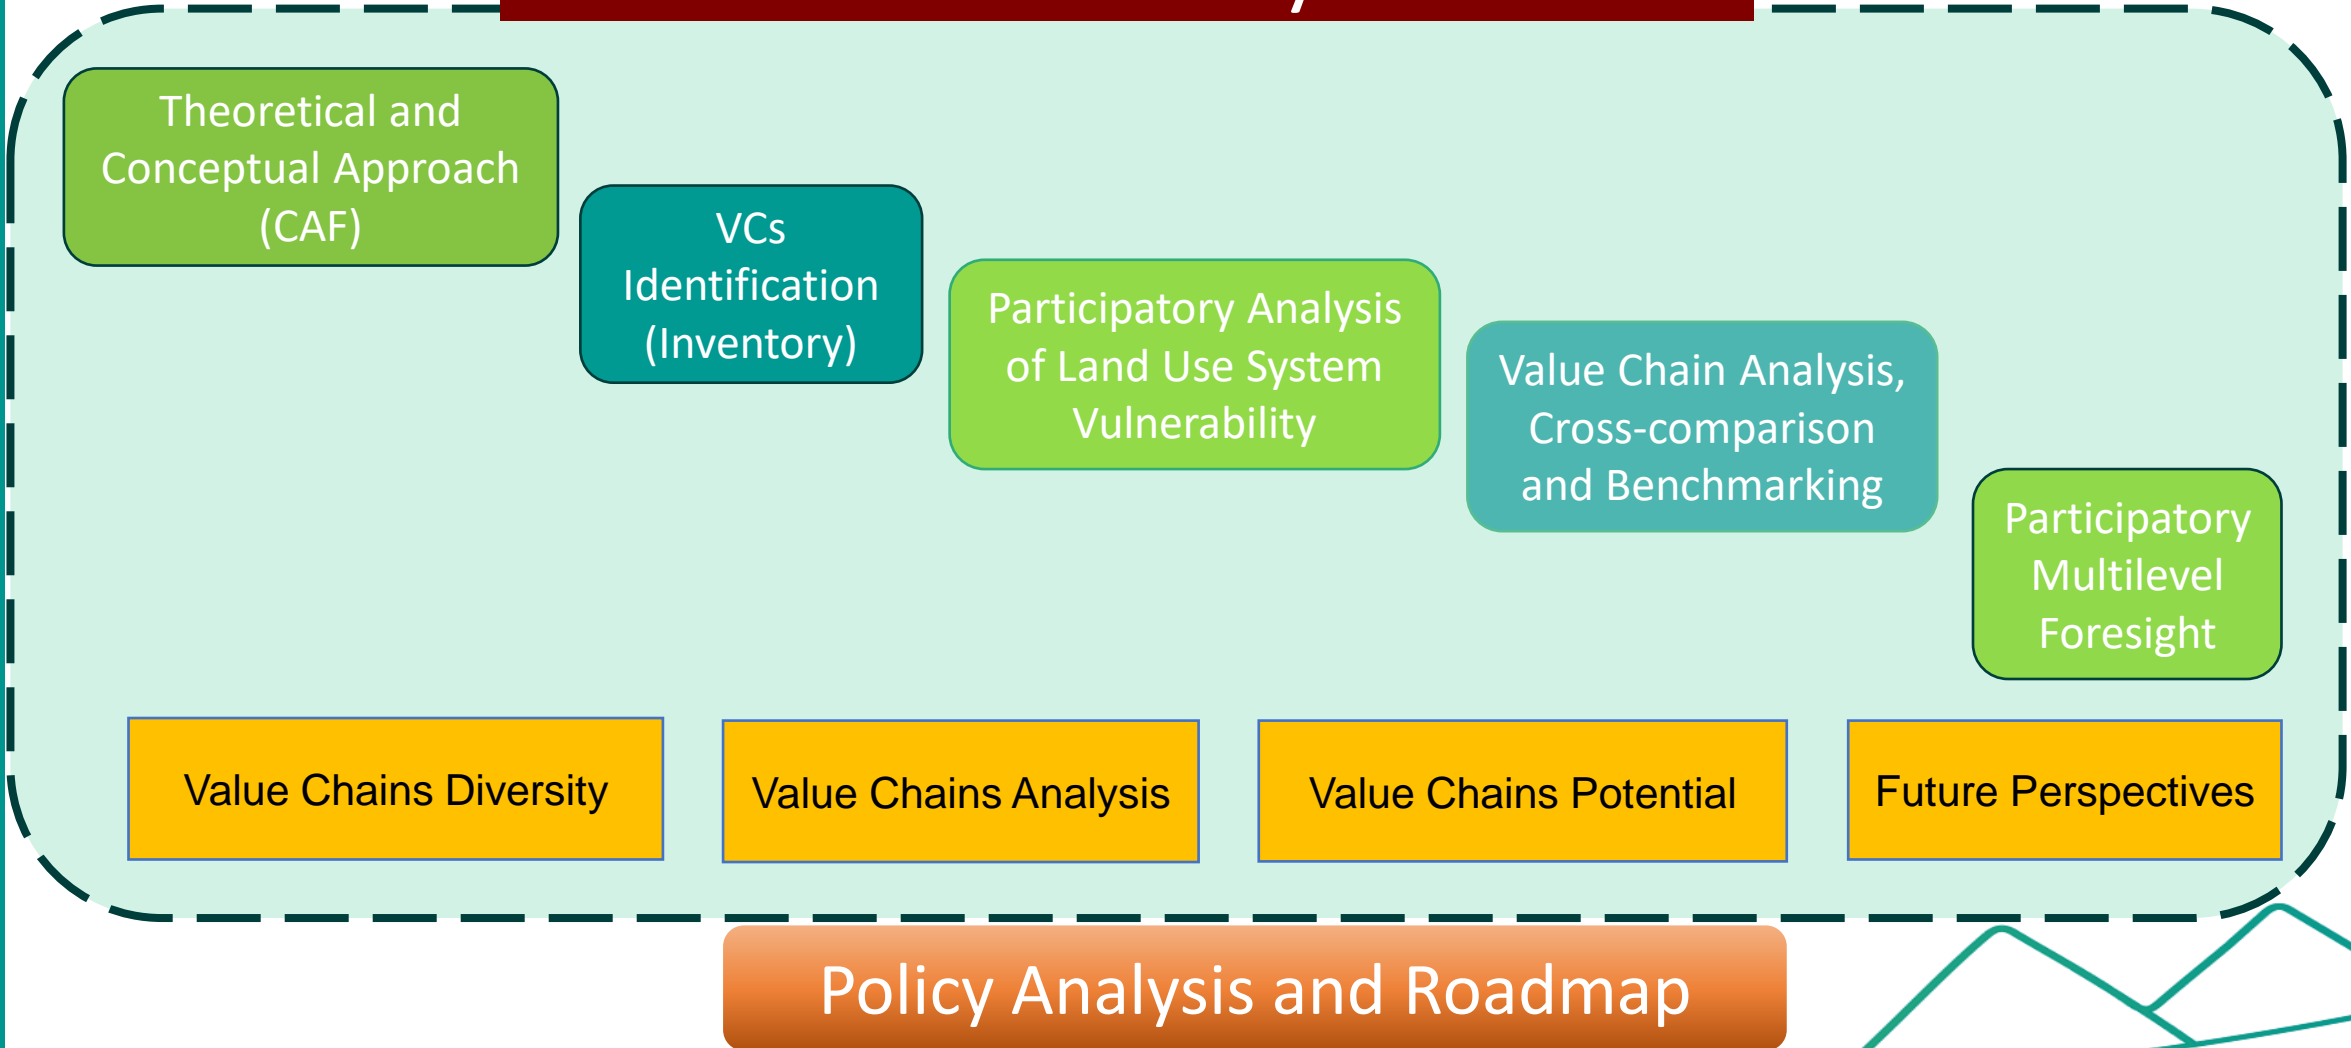 Theoretical and
Conceptual Approach
(CAF)
VCs
Identification
(Inventory)
Participatory Analysis
of Land Use System
Vulnerability
Value Chain Analysis,
Cross-comparison
and Benchmarking
Participatory
Multilevel
Foresight
Value Chains Diversity
Value Chains Analysis
Value Chains Potential
Future Perspectives
Policy Analysis and Roadmap